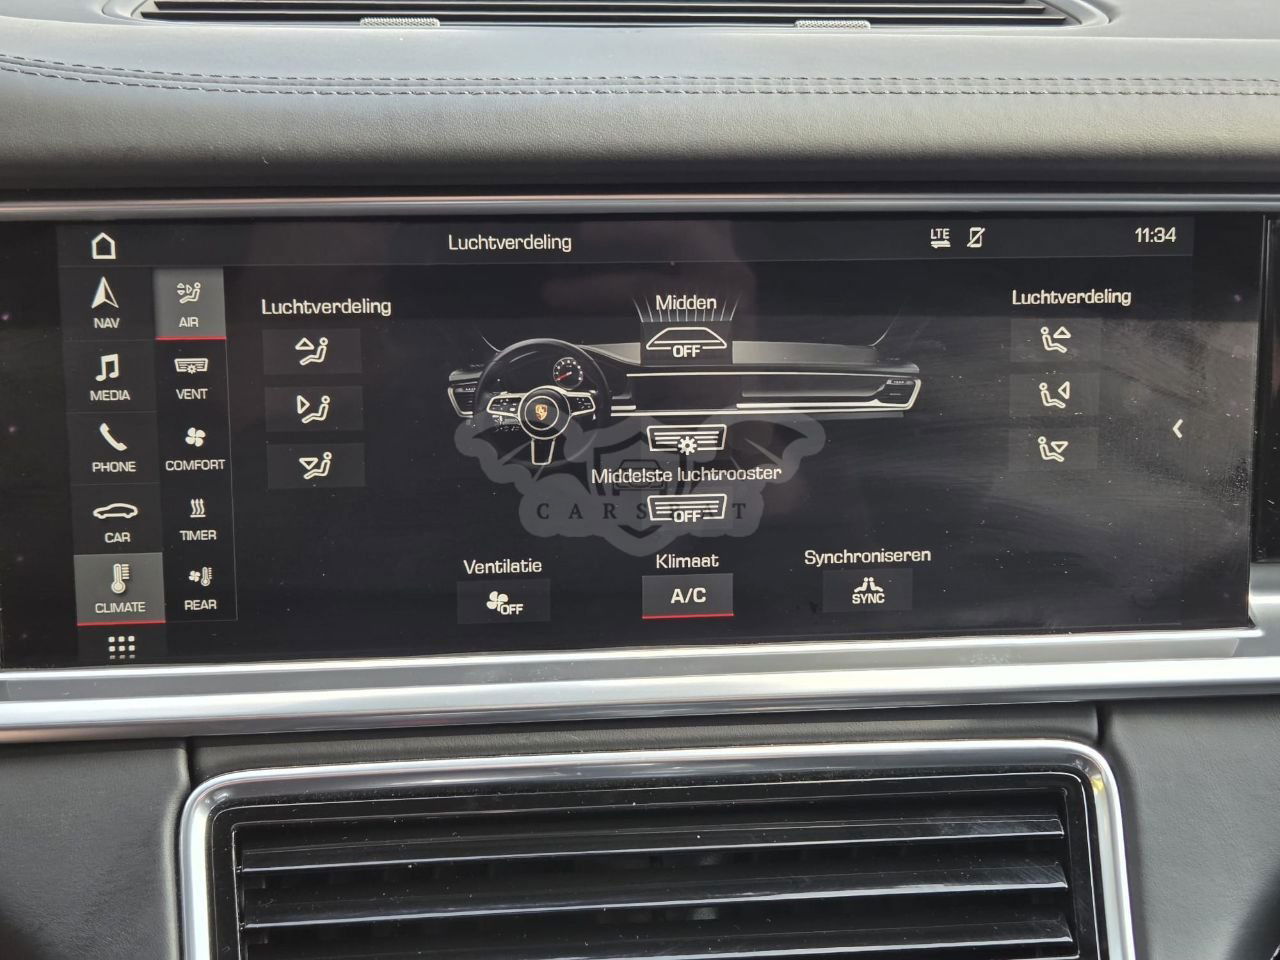 Luchtverdeling
LTE
11:34
NAV
AIR
MEDIA
VENT
PHONE
COMFORT
CAR
TIMER
CLIMATE
REAR
Luchtverdeling
Midden
OFF
Luchtverdeling
Middelste luchtrooster
OFF
CARSPOT
Ventilatie
OFF
Klimaat
A/C
Synchroniseren
SYNC